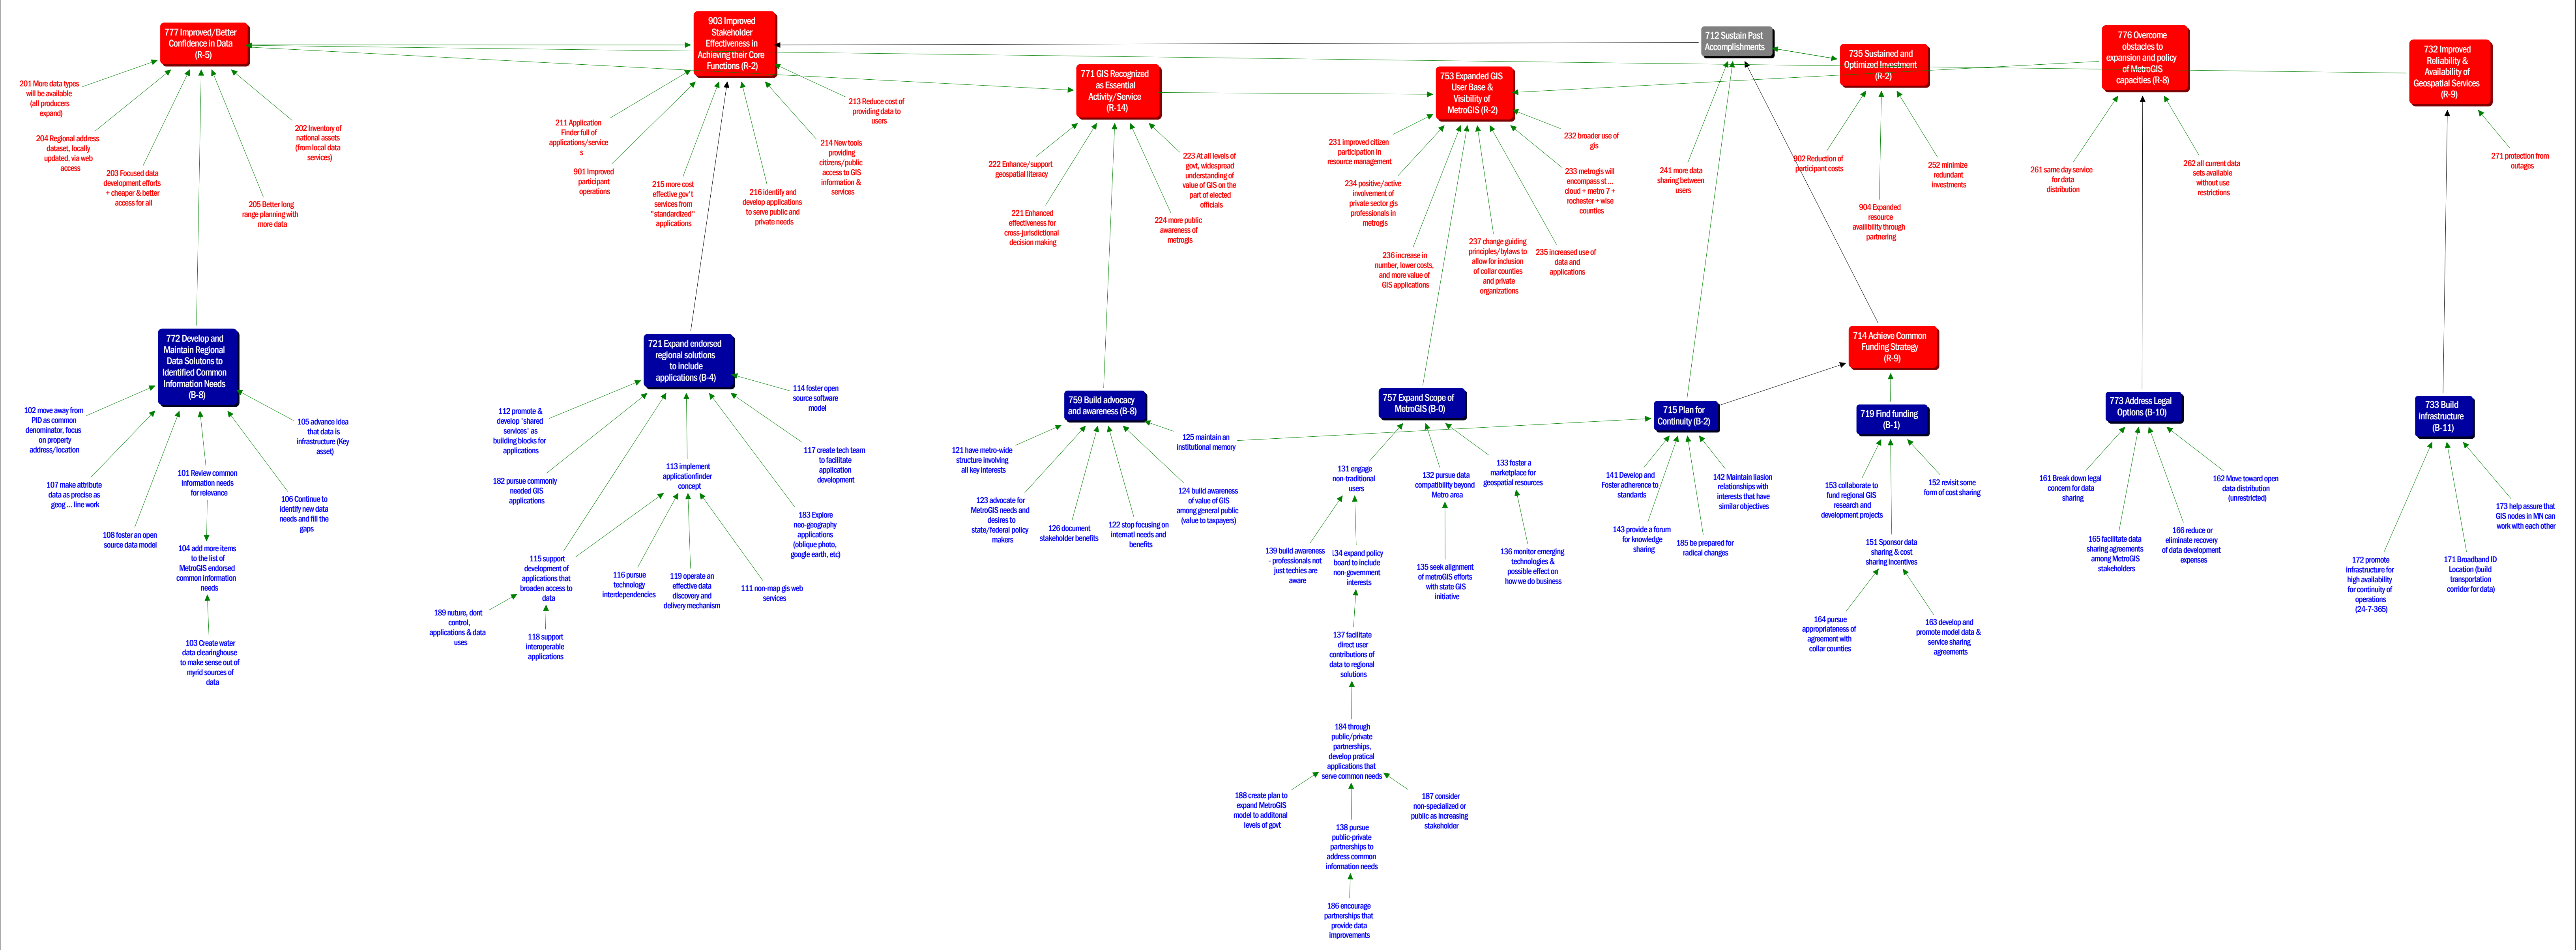 777 Improved/Better
Confidence in Data
(R-5)
903 Improved
Stakeholder
Effectiveness in
Achieving their Core
Functions (R-2)
771 GIS Recognized
as Essential
Activity/Service
(R-14)
753 Expanded GIS
User Base &
Visibility of
MetroGIS (R-2)
712 Sustain Past
Accomplishments
735 Sustained and
Optimized Investment
(R-2)
776 Overcome
obstacles to
expansion and policy
of MetroGIS
capacities (R-8)
732 Improved
Reliability &
Availability of
Geospatial Services
(R-9)
201 More data types
will be available
(all producers
expand)
204 Regional address
dataset, locally
updated, via web
access
203 Focused data
development efforts
+ cheaper & better
access for all
205 Better long
range planning with
more data
202 Inventory of
national assets
(from local data
services)
211 Application
Finder full of
applications/service
s
901 Improved
participant
operations
215 more cost
effective gov't
services from
"standardized"
applications
216 identify and
develop applications
to serve public and
private needs
214 New tools
providing
citizens/public
access to GIS
information &
services
213 Reduce cost of
providing data to
users
222 Enhance/support
geospatial literacy
221 Enhanced
effectiveness for
cross-jurisdictional
decision making
224 more public
awareness of
metrogis
223 At all levels of
govt, widespread
understanding of
value of GIS on the
part of elected
officials
231 improved citizen
participation in
resource management
234 positive/active
involvement of
private sector gis
professionals in
metrogis
236 increase in
number, lower costs,
and more value of
GIS applications
237 change guiding
principles/bylaws to
allow for inclusion
of collar counties
and private
organizations
235 increased use of
data and
applications
233 metrogis will
encompass st ...
cloud + metro 7 +
rochester + wise
counties
232 broader use of
gis
241 more data
sharing between
users
902 Reduction of
participant costs
904 Expanded
resource
availibility through
partnering
252 minimize
redundant
investments
261 same day service
for data
distribution
262 all current data
sets available
without use
restrictions
271 protection from
outages
772 Develop and
Maintain Regional
Data Solutons to
Identified Common
Information Needs
(B-8)
721 Expand endorsed
regional solutions
to include
applications (B-4)
759 Build advocacy
and awareness (B-8)
757 Expand Scope of
MetroGIS (B-0)
715 Plan for
Continuity (B-2)
714 Achieve Common
Funding Strategy
(R-9)
719 Find funding
(B-1)
773 Address Legal
Options (B-10)
733 Build
infrastructure
(B-11)
102 move away from
PID as common
denominator, focus
on property
address/location
107 make attribute
data as precise as
geog ... line work
108 foster an open
source data model
101 Review common
information needs
for relevance
104 add more items
to the list of
MetroGIS endorsed
common information
needs
103 Create water
data clearinghouse
to make sense out of
myrid sources of
data
106 Continue to
identify new data
needs and fill the
gaps
105 advance idea
that data is
infrastructure (Key
asset)
112 promote &
develop 'shared
services' as
building blocks for
applications
182 pursue commonly
needed GIS
applications
115 support
development of
applications that
broaden access to
data
189 nuture, dont
control,
applications & data
uses
118 support
interoperable
applications
113 implement
applicationfinder
concept
116 pursue
technology
interdependencies
119 operate an
effective data
discovery and
delivery mechanism
111 non-map gis web
services
183 Explore
neo-geography
applications
(oblique photo,
google earth, etc)
117 create tech team
to facilitate
application
development
114 foster open
source software
model
121 have metro-wide
structure involving
all key interests
123 advocate for
MetroGIS needs and
desires to
state/federal policy
makers
126 document
stakeholder benefits
122 stop focusing on
internatl needs and
benefits
124 build awareness
of value of GIS
among general public
(value to taxpayers)
125 maintain an
institutional memory
131 engage
non-traditional
users
139 build awareness
- professionals not
just techies are
aware
134 expand policy
board to include
non-government
interests
137 facilitate
direct user
contributions of
data to regional
solutions
184 through
public/private
partnerships,
develop pratical
applications that
serve common needs
188 create plan to
expand MetroGIS
model to additonal
levels of govt
138 pursue
public-private
partnerships to
address common
information needs
186 encourage
partnerships that
provide data
improvements
187 consider
non-specialized or
public as increasing
stakeholder
132 pursue data
compatibility beyond
Metro area
135 seek alignment
of metroGIS efforts
with state GIS
initiative
133 foster a
marketplace for
geospatial resources
136 monitor emerging
technologies &
possible effect on
how we do business
141 Develop and
Foster adherence to
standards
143 provide a forum
for knowledge
sharing
185 be prepared for
radical changes
142 Maintain liasion
relationships with
interests that have
similar objectives
153 collaborate to
fund regional GIS
research and
development projects
151 Sponsor data
sharing & cost
sharing incentives
164 pursue
appropriateness of
agreement with
collar counties
163 develop and
promote model data &
service sharing
agreements
152 revisit some
form of cost sharing
161 Break down legal
concern for data
sharing
165 facilitate data
sharing agreements
among MetroGIS
stakeholders
166 reduce or
eliminate recovery
of data development
expenses
162 Move toward open
data distribution
(unrestricted)
172 promote
infrastructure for
high availability
for continuity of
operations
(24-7-365)
171 Broadband ID
Location (build
transportation
corridor for data)
173 help assure that
GIS nodes in MN can
work with each other